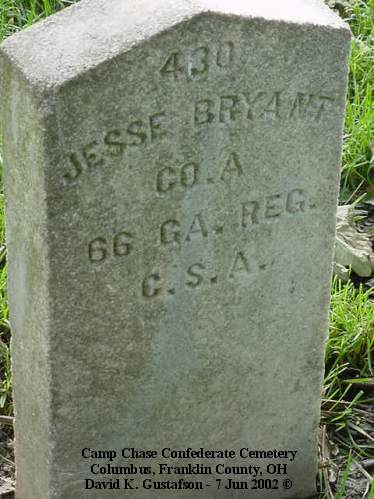 430
JESSE BRYANT
CO. A
66 GA. REG.
C. S. A.
Camp Chase Confederate Cemetery
Columbus, Franklin County, OH
David K. Gustafson - 7 Jun 2002 ©